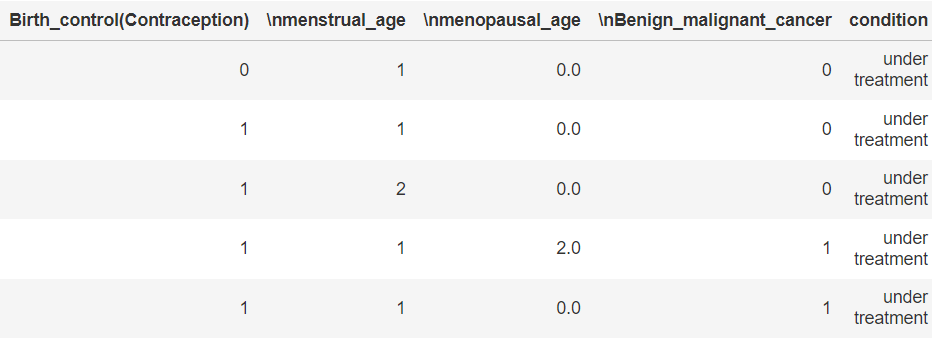 Birth_control(Contraception) \nmenstrual_age \nmenopausal_age \nBenign_malignant_cancer condition
0 1 0.0 0 under
treatment
1 1 0.0 0 under
treatment
1 2 0.0 0 under
treatment
1 1 2.0 1 under
treatment
1 1 0.0 1 under
treatment